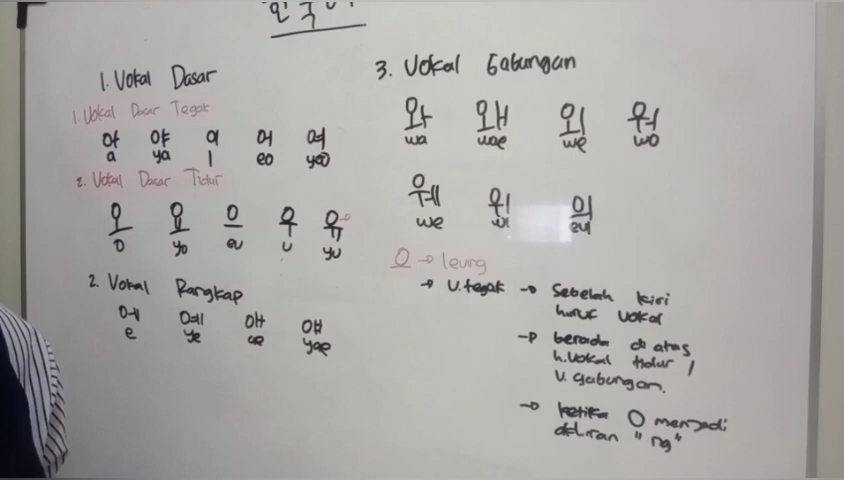 1. Vokal Dasar
1. Vokal Dasar Tegak
아 야 이 어 여
a ya i eo yeo
2. Vokal Dasar Tidur
오 요 으 우 유
o yo eu u yu
2. Vokal Rangkap
에 예 애 얘
e ye ae yae
3. Vokal Gabungan
와 왜 외 워
wa wae we wo
웨 위 의
we wi eui
ㅇ → Ieung
→ V. tegak → Sebelah kiri
huruf vokal
→ berada di atas
h. vokal tidur /
V. gabungan.
→ ketika O menjadi
akhiran "ng"